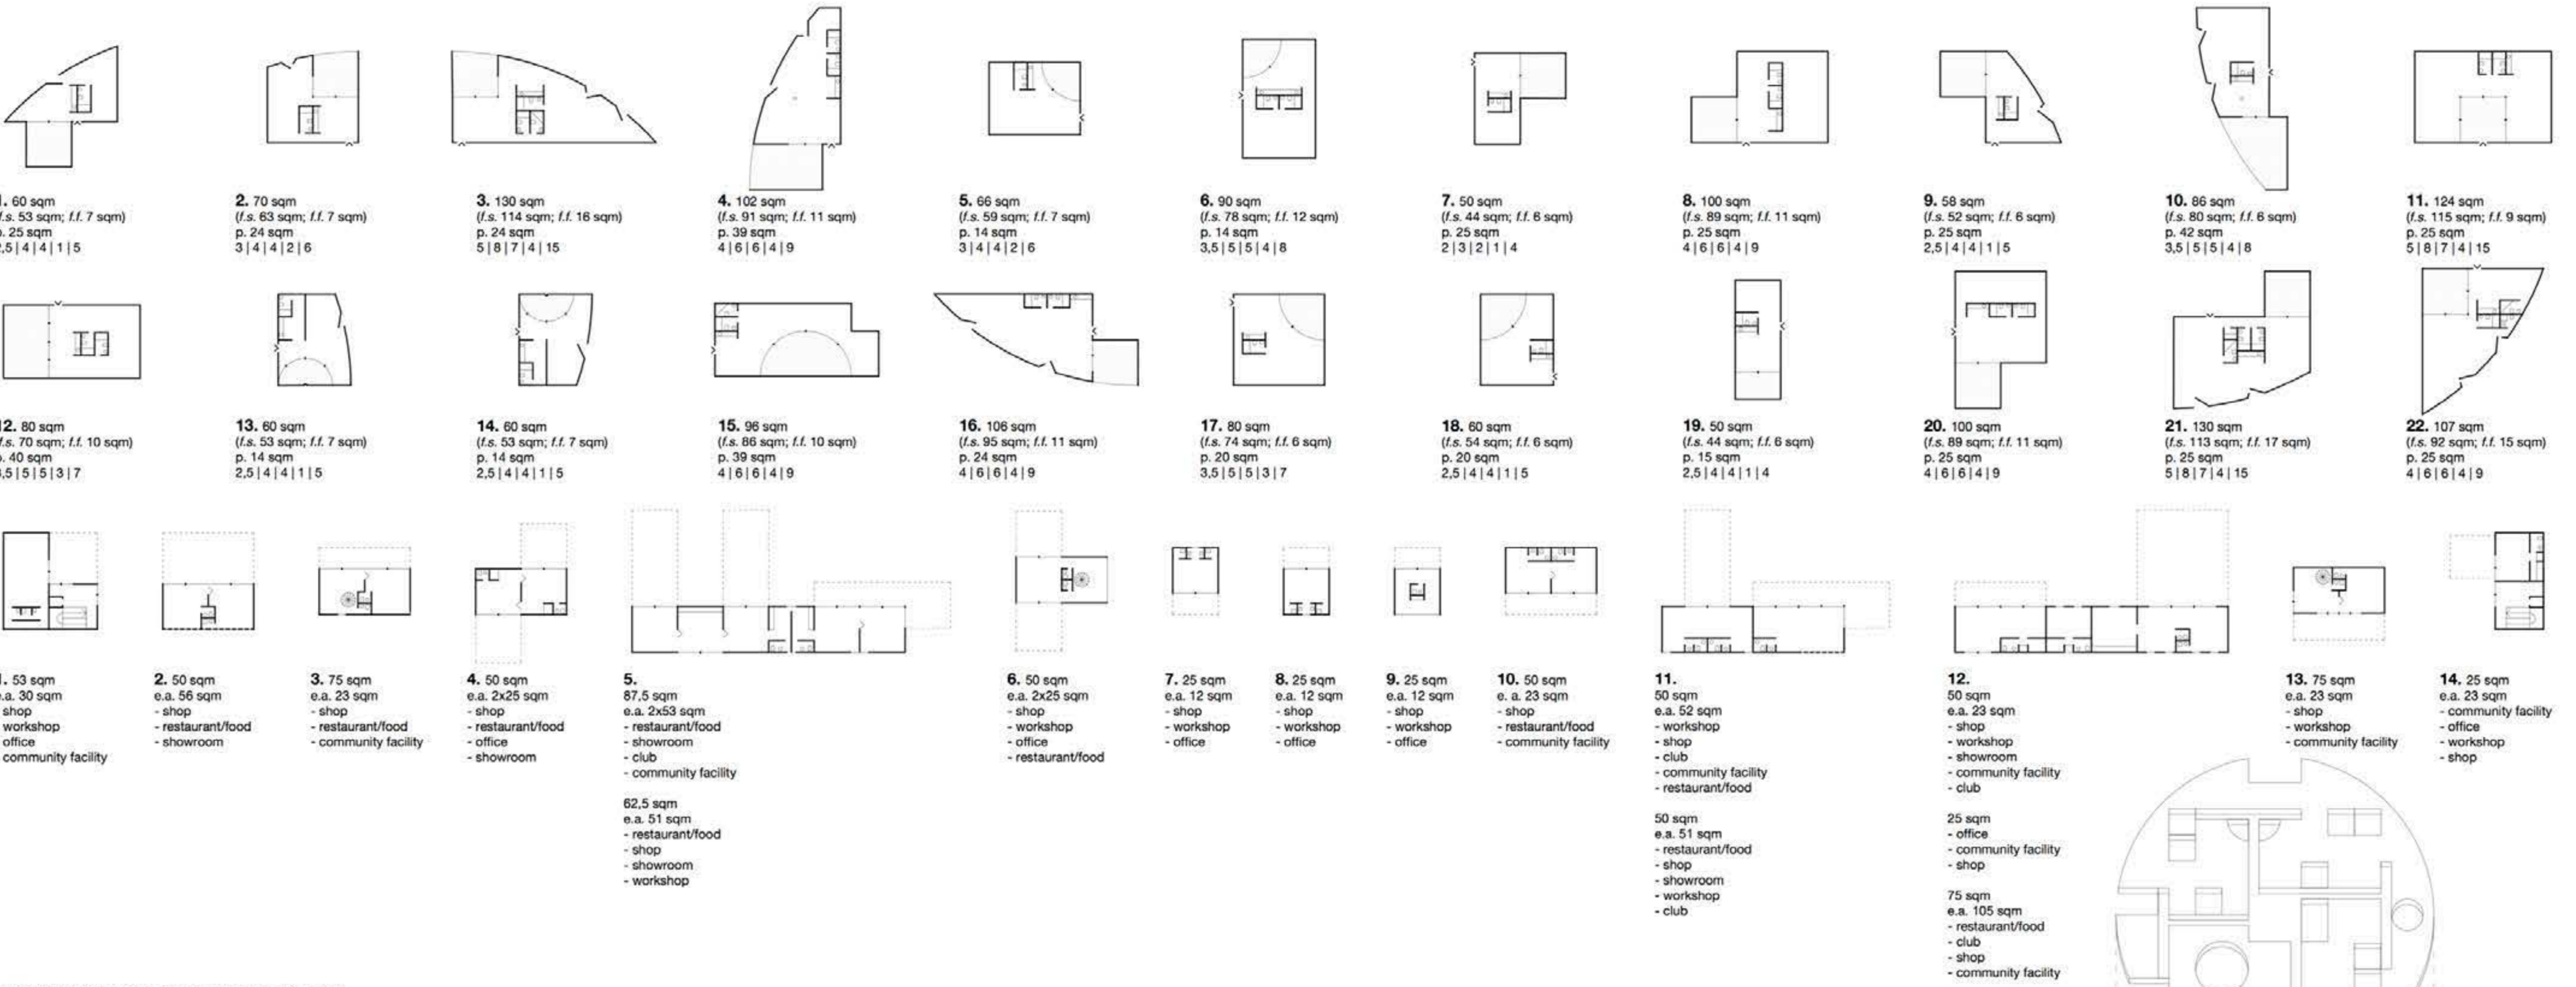 . 60 sqm
.s. 53 sqm; f.f. 7 sqm)
. 25 sqm
,5|4|4|1|5
2. 70 sqm
(f.s. 63 sqm; f.f. 7 sqm)
p. 24 sqm
3|4|4|2|6
3. 130 sqm
(f.s. 114 sqm; f.f. 16 sqm)
p. 24 sqm
5|8|7|4|15
4. 102 sqm
(f.s. 91 sqm; f.f. 11 sqm)
p. 39 sqm
4|6|6|4|9
5. 66 sqm
(f.s. 59 sqm; f.f. 7 sqm)
p. 14 sqm
3|4|4|2|6
6. 90 sqm
(f.s. 78 sqm; f.f. 12 sqm)
p. 14 sqm
3,5|5|5|4|8
7. 50 sqm
(f.s. 44 sqm; f.f. 6 sqm)
p. 25 sqm
2|3|2|1|4
8. 100 sqm
(f.s. 89 sqm; f.f. 11 sqm)
p. 25 sqm
4|6|6|4|9
9. 58 sqm
(f.s. 52 sqm; f.f. 6 sqm)
p. 25 sqm
2,5|4|4|1|5
10. 86 sqm
(f.s. 80 sqm; f.f. 6 sqm)
p. 42 sqm
3,5|5|5|4|8
11. 124 sqm
(f.s. 115 sqm; f.f. 9 sqm)
p. 25 sqm
5|8|7|4|15
12. 80 sqm
f.s. 70 sqm; f.f. 10 sqm)
. 40 sqm
,5|5|5|3|7
13. 60 sqm
(f.s. 53 sqm; f.f. 7 sqm)
p. 14 sqm
2,5|4|4|1|5
14. 60 sqm
(f.s. 53 sqm; f.f. 7 sqm)
p. 14 sqm
2,5|4|4|1|5
15. 96 sqm
(f.s. 86 sqm; f.f. 10 sqm)
p. 39 sqm
4|6|6|4|9
16. 106 sqm
(f.s. 95 sqm; f.f. 11 sqm)
p. 24 sqm
4|6|6|4|9
17. 80 sqm
(f.s. 74 sqm; f.f. 6 sqm)
p. 20 sqm
3,5|5|5|3|7
18. 60 sqm
(f.s. 54 sqm; f.f. 6 sqm)
p. 20 sqm
2,5|4|4|1|5
19. 50 sqm
(f.s. 44 sqm; f.f. 6 sqm)
p. 15 sqm
2,5|4|4|1|4
20. 100 sqm
(f.s. 89 sqm; f.f. 11 sqm)
p. 25 sqm
4|6|6|4|9
21. 130 sqm
(f.s. 113 sqm; f.f. 17 sqm)
p. 25 sqm
5|8|7|4|15
22. 107 sqm
(f.s. 92 sqm; f.f. 15 sqm)
p. 25 sqm
4|6|6|4|9
. 53 sqm
e.a. 30 sqm
shop
workshop
office
community facility
2. 50 sqm
e.a. 56 sqm
- shop
- restaurant/food
- showroom
3. 75 sqm
e.a. 23 sqm
- shop
- restaurant/food
- community facility
4. 50 sqm
e.a. 2x25 sqm
- shop
- restaurant/food
- office
- showroom
5.
87,5 sqm
e.a. 2x53 sqm
- restaurant/food
- showroom
- club
- community facility
62,5 sqm
e.a. 51 sqm
- restaurant/food
- shop
- showroom
- workshop
6. 50 sqm
e.a. 2x25 sqm
- shop
- workshop
- office
- restaurant/food
7. 25 sqm
e.a. 12 sqm
- shop
- workshop
- office
8. 25 sqm
e.a. 12 sqm
- shop
- workshop
- office
9. 25 sqm
e.a. 12 sqm
- shop
- workshop
- office
10. 50 sqm
e. a. 23 sqm
- shop
- restaurant/food
- community facility
11.
50 sqm
e.a. 52 sqm
- workshop
- shop
- club
- community facility
- restaurant/food
50 sqm
e.a. 51 sqm
- restaurant/food
- shop
- showroom
- workshop
- club
12.
50 sqm
e.a. 23 sqm
- shop
- workshop
- showroom
- community facility
- club
25 sqm
- office
- community facility
- shop
75 sqm
e.a. 105 sqm
- restaurant/food
- club
- shop
- community facility
13. 75 sqm
e.a. 23 sqm
- shop
- workshop
- community facility
14. 25 sqm
e.a. 23 sqm
- community facility
- office
- workshop
- shop